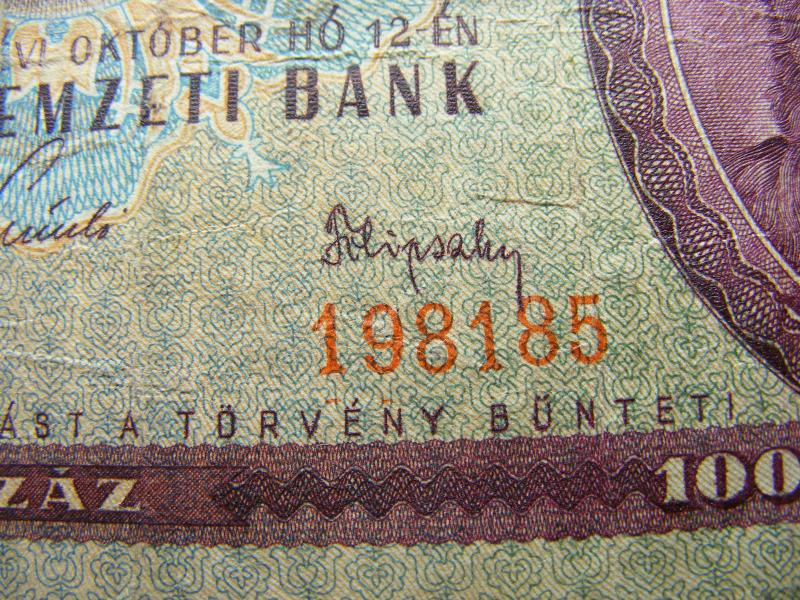 VI OKTÓBER HÓ 12-ÉN
EMZETI BANK
198185
ÁST A TÖRVÉNY BÜNTETI
ZÁZ
100